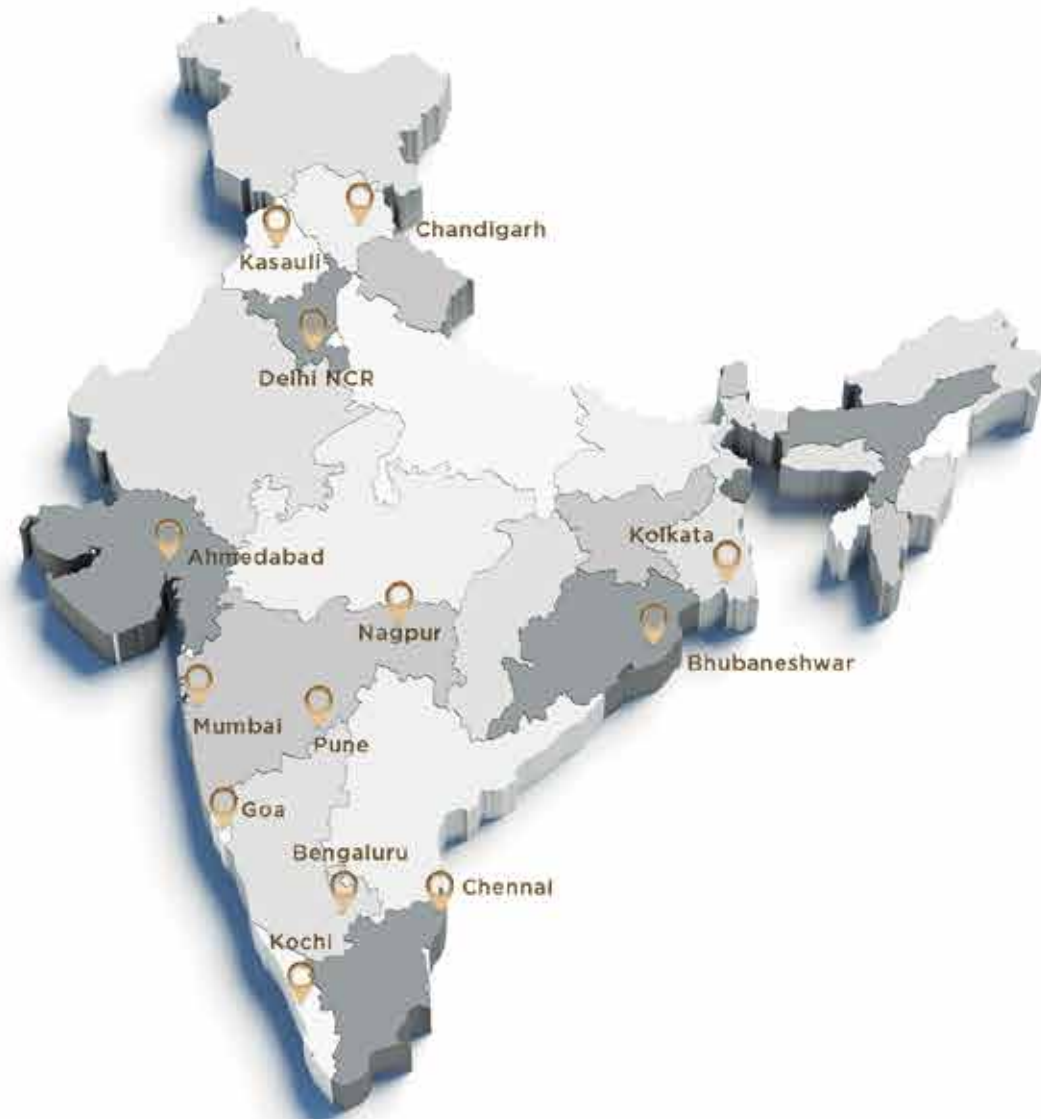 Chandigarh
Kasauli
Delhi NCR
Kolkata
Ahmedabad
Nagpur
Bhubaneshwar
Mumbai
Pune
Goa
Bengaluru
Chennai
Kochi